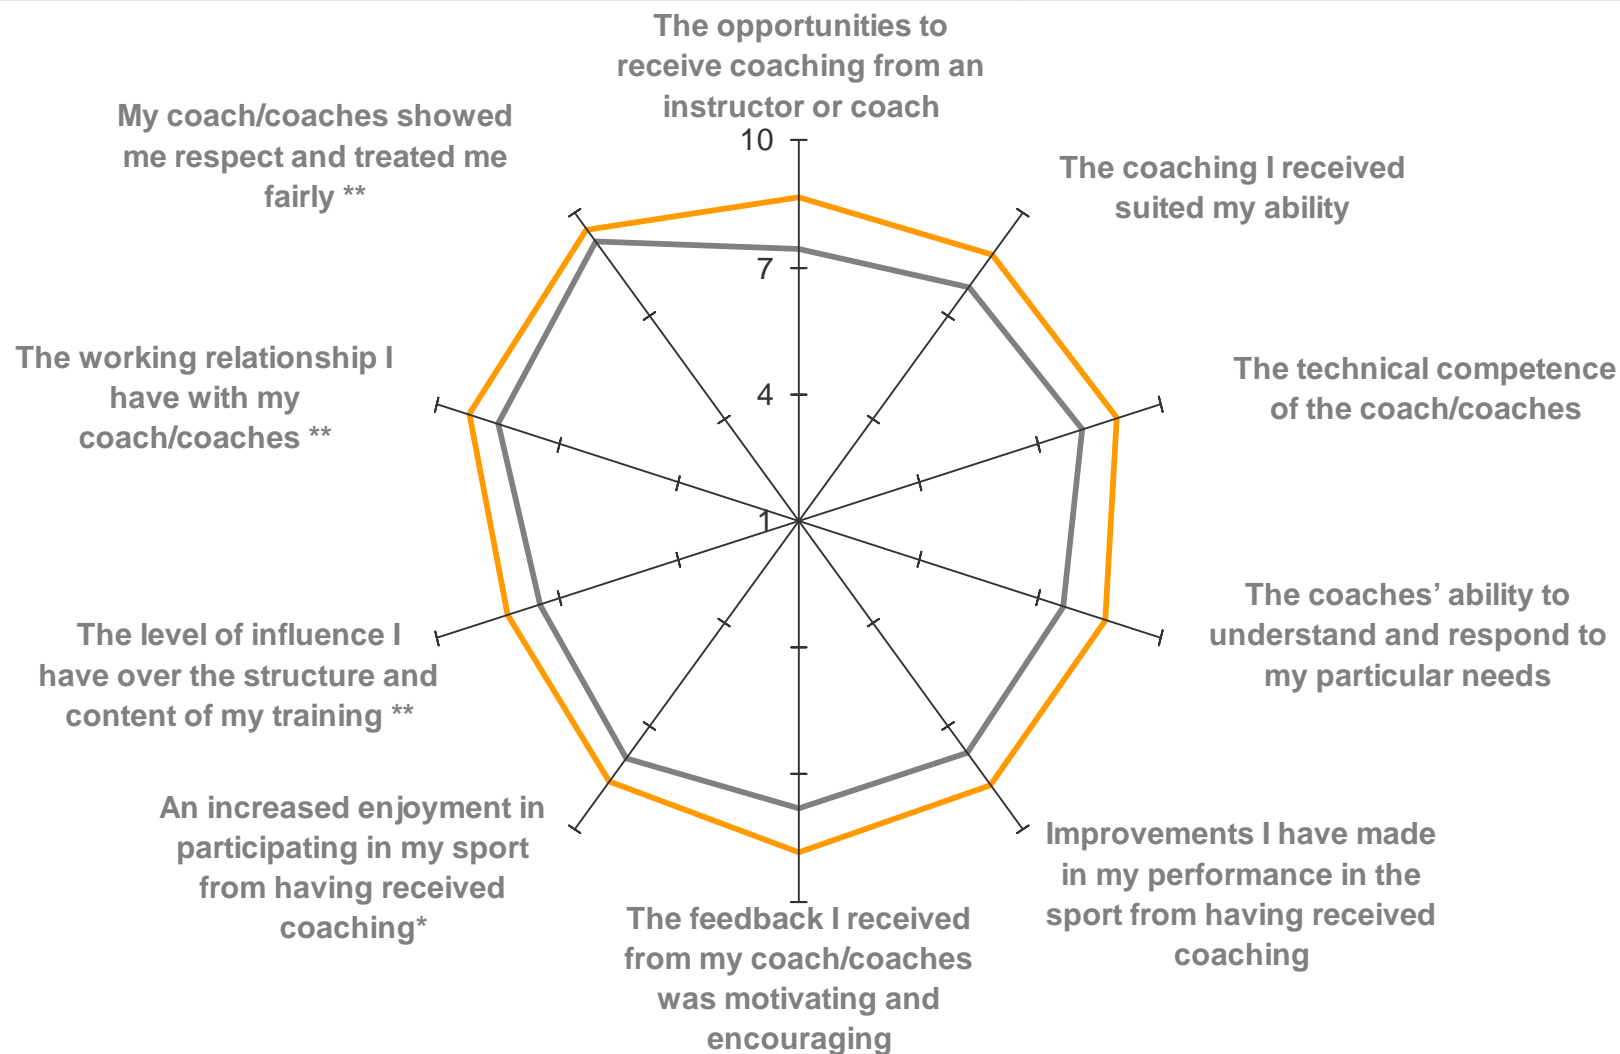 The opportunities to
receive coaching from an
instructor or coach
The coaching I received
suited my ability
The technical competence
of the coach/coaches
The coaches’ ability to
understand and respond to
my particular needs
Improvements I have made
in my performance in the
sport from having received
coaching
The feedback I received
from my coach/coaches
was motivating and
encouraging
An increased enjoyment in
participating in my sport
from having received
coaching*
The level of influence I
have over the structure and
content of my training **
The working relationship I
have with my
coach/coaches **
My coach/coaches showed
me respect and treated me
fairly **
10
7
4
1